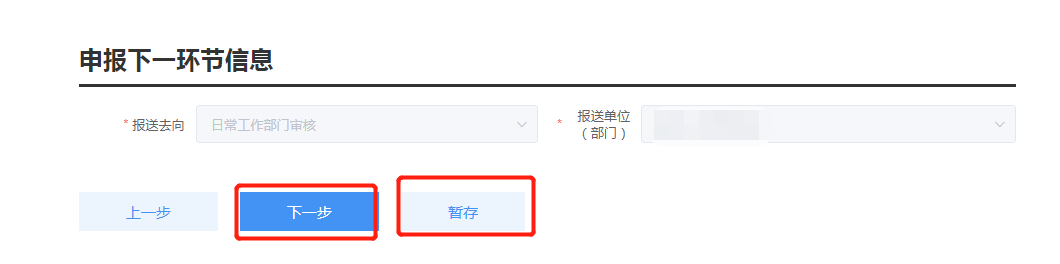 申报下一环节信息
* 报送去向 日常工作部门审核 * 报送单位
（部门）
上一步 下一步 暂存